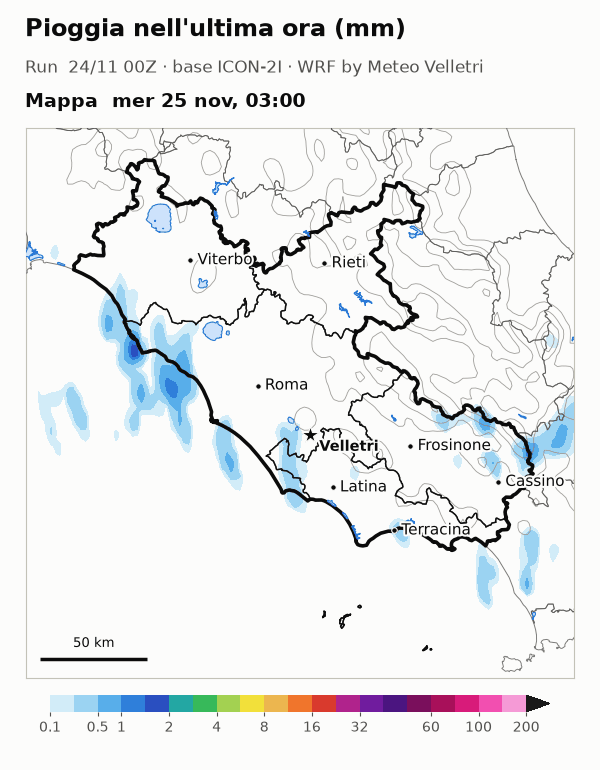 Pioggia nell'ultima ora (mm)
Run  24/11 00Z · base ICON-2I · WRF by Meteo Velletri
Mappa  mer 25 nov, 03:00
Viterbo
Rieti
Roma
Velletri
Frosinone
Latina
Cassino
Terracina
50 km
0.1 0.5 1 2 4 8 16 32 60 100 200